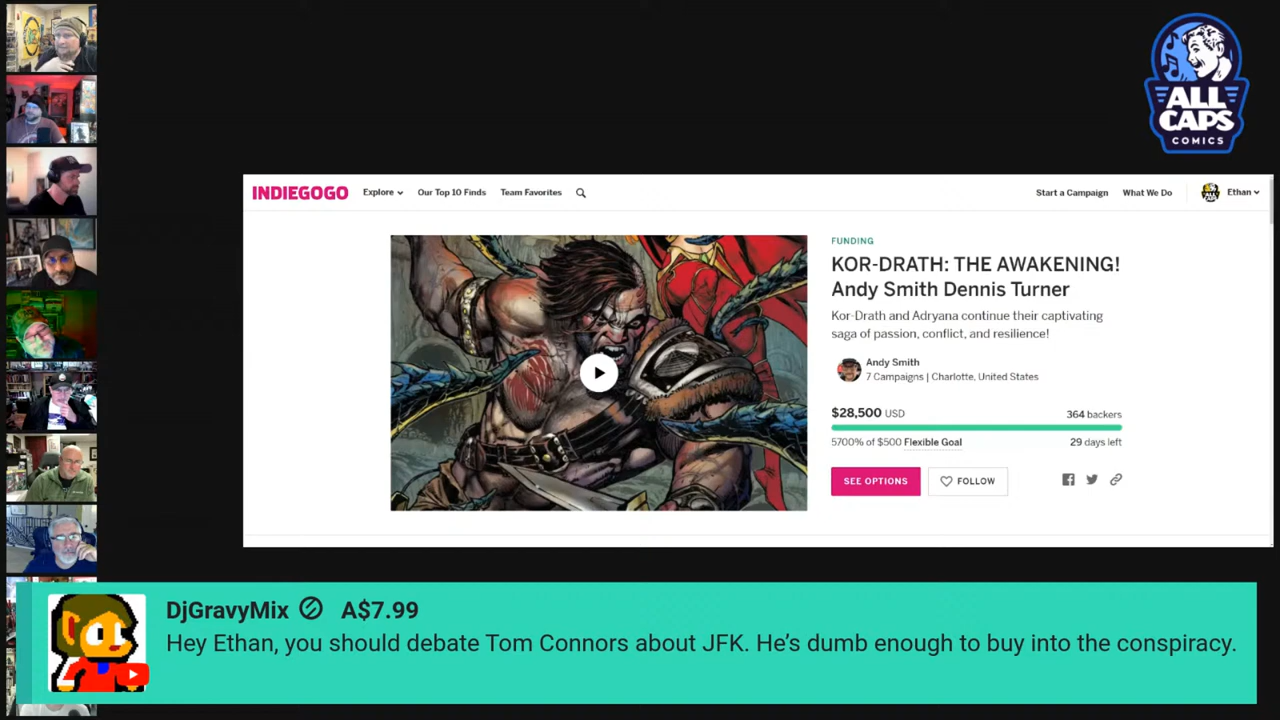 ALL
CAPS
COMICS
INDIEGOGO Explore Our Top 10 Finds Team Favorites Start a Campaign What We Do Ethan
FUNDING
KOR-DRATH: THE AWAKENING!
Andy Smith Dennis Turner
Kor-Drath and Adryana continue their captivating
saga of passion, conflict, and resilience!
Andy Smith
7 Campaigns | Charlotte, United States
$28,500 USD 364 backers
5700% of $500 Flexible Goal 29 days left
SEE OPTIONS FOLLOW
DjGravyMix A$7.99
Hey Ethan, you should debate Tom Connors about JFK. He’s dumb enough to buy into the conspiracy.